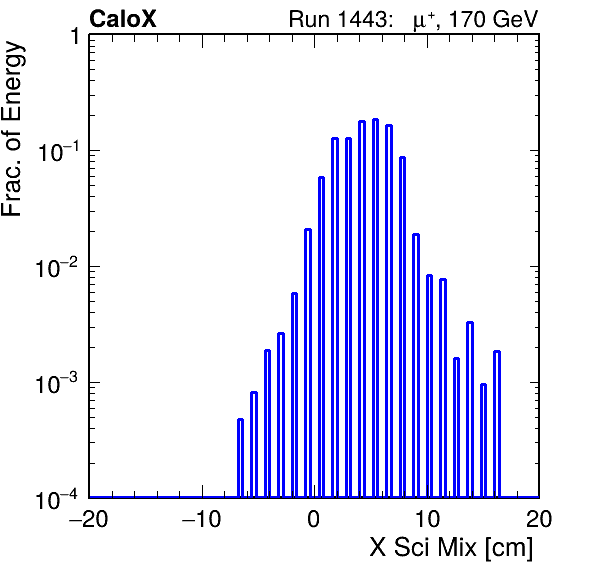 CaloX Run 1443: μ⁺, 170 GeV
Frac. of Energy
1
10⁻¹
10⁻²
10⁻³
10⁻⁴
−20 −10 0 10 20
X Sci Mix [cm]